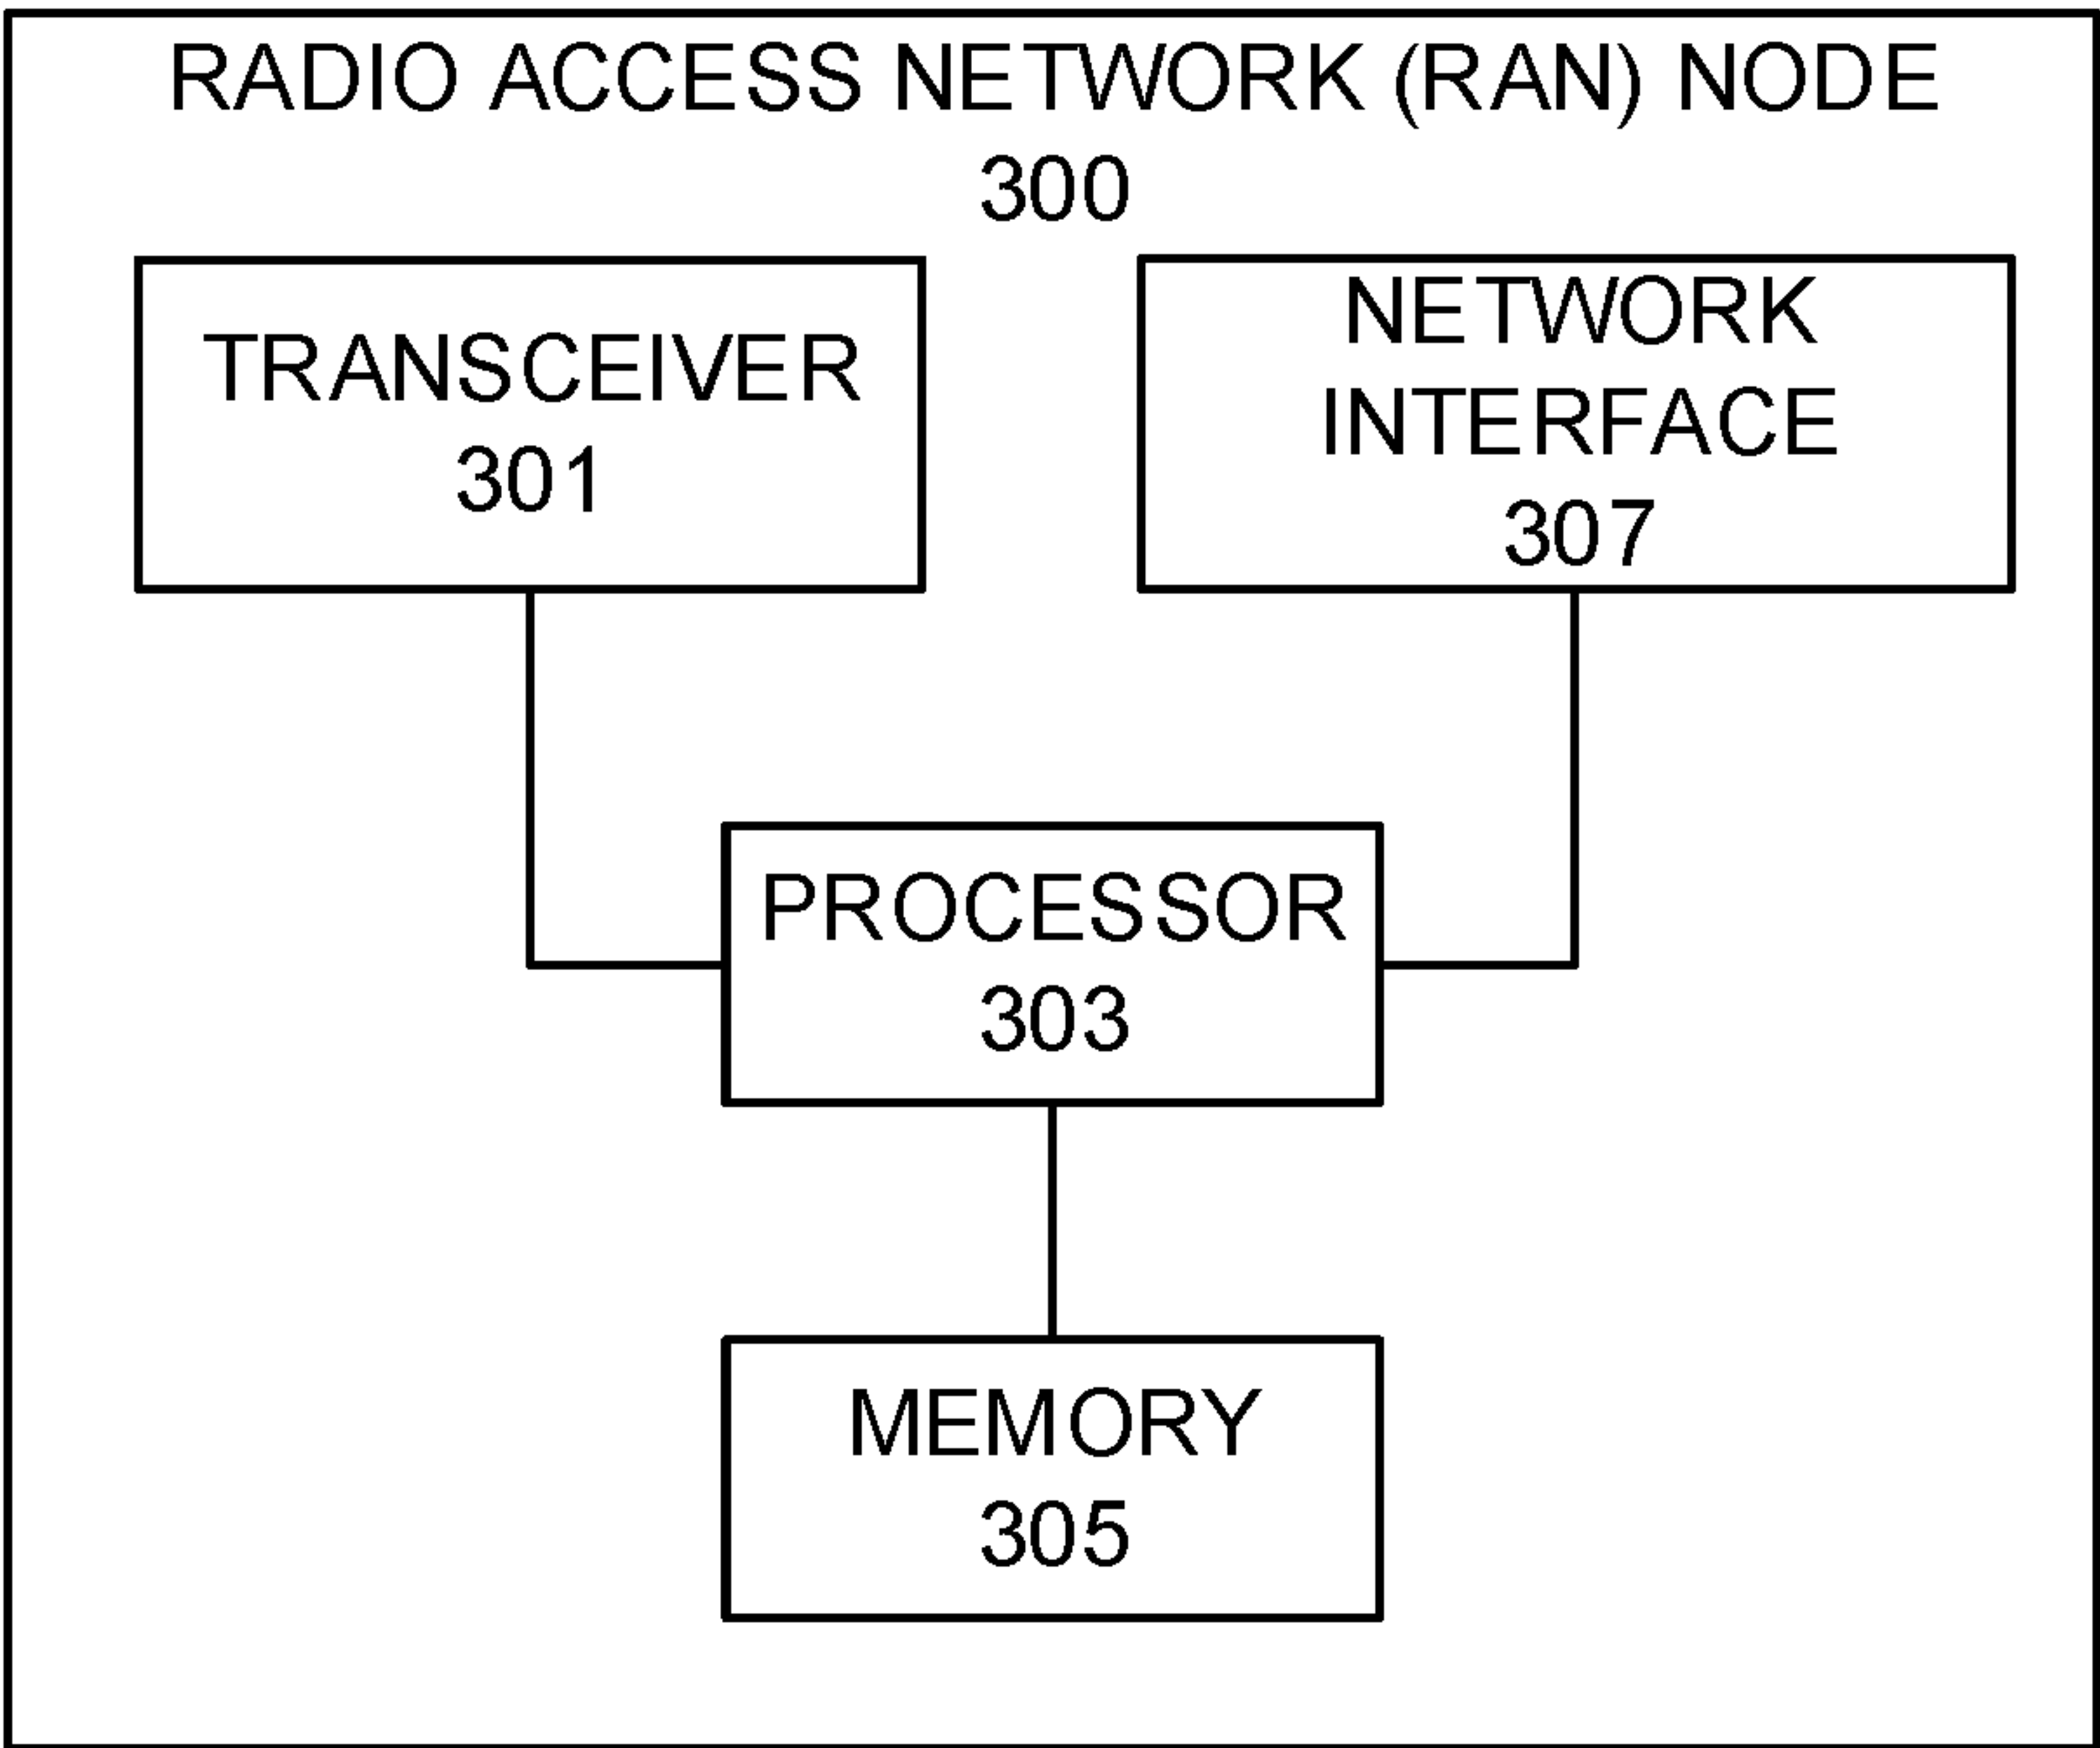 RADIO ACCESS NETWORK (RAN) NODE
300
TRANSCEIVER
301
NETWORK
INTERFACE
307
PROCESSOR
303
MEMORY
305